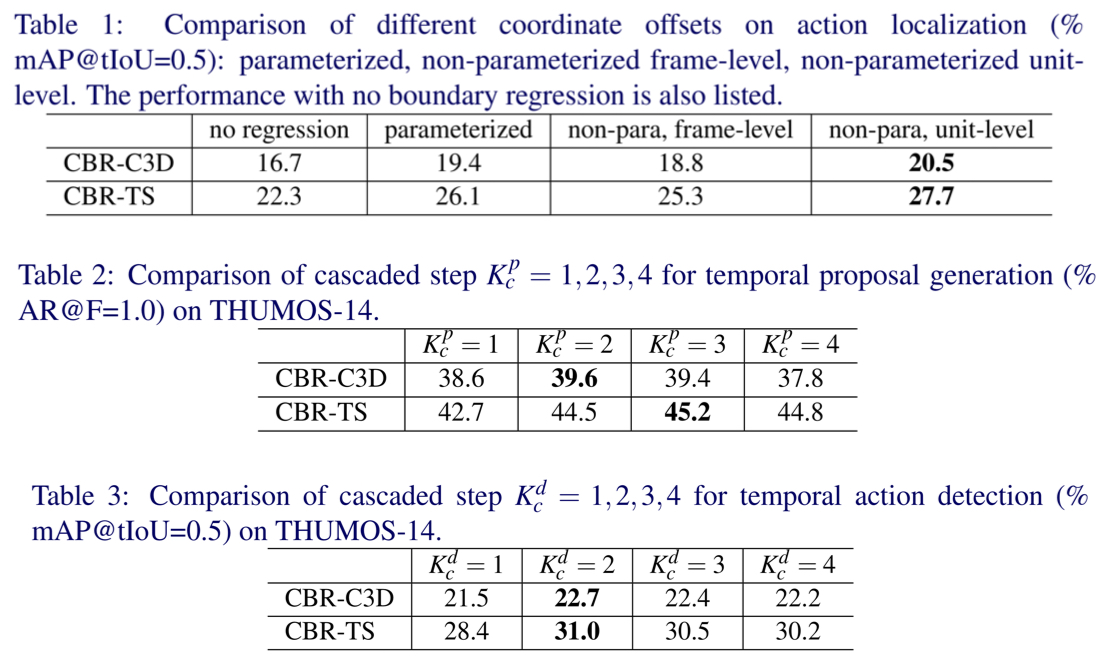 Table 1: Comparison of different coordinate offsets on action localization (%
mAP@tIoU=0.5): parameterized, non-parameterized frame-level, non-parameterized unit-
level. The performance with no boundary regression is also listed.
no regression parameterized non-para, frame-level non-para, unit-level
CBR-C3D 16.7 19.4 18.8 20.5
CBR-TS 22.3 26.1 25.3 27.7
Table 2: Comparison of cascaded step $K_c^p = 1,2,3,4$ for temporal proposal generation (%
AR@F=1.0) on THUMOS-14.
$K_c^p = 1$ $K_c^p = 2$ $K_c^p = 3$ $K_c^p = 4$
CBR-C3D 38.6 39.6 39.4 37.8
CBR-TS 42.7 44.5 45.2 44.8
Table 3: Comparison of cascaded step $K_c^d = 1,2,3,4$ for temporal action detection (%
mAP@tIoU=0.5) on THUMOS-14.
$K_c^d = 1$ $K_c^d = 2$ $K_c^d = 3$ $K_c^d = 4$
CBR-C3D 21.5 22.7 22.4 22.2
CBR-TS 28.4 31.0 30.5 30.2